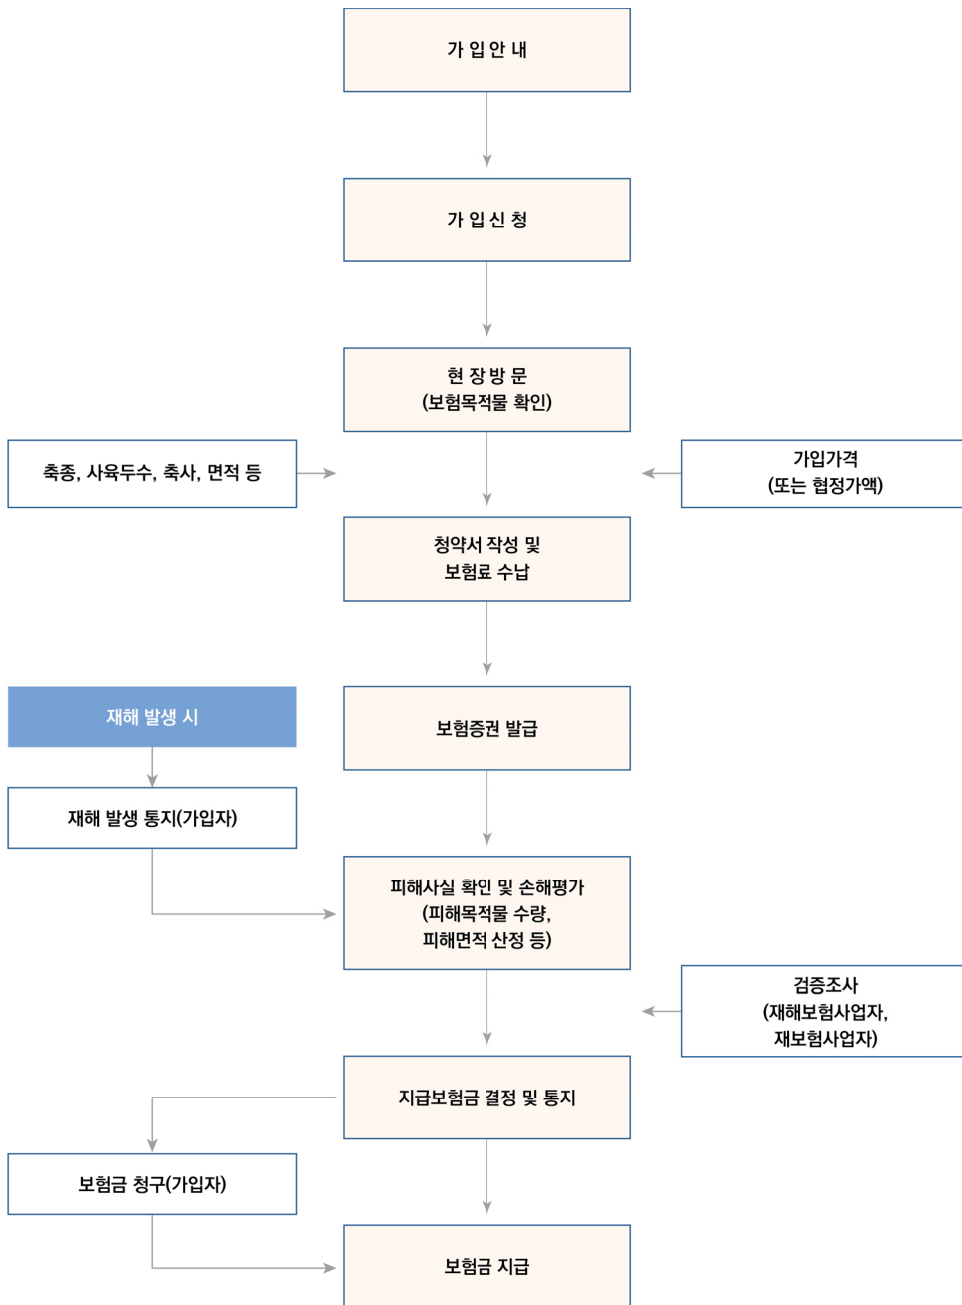 가 입 안 내
가 입 신 청
현 장 방 문
(보험목적물 확인)
축종, 사육두수, 축사, 면적 등
가입가격
(또는 협정가액)
청약서 작성 및
보험료 수납
재해 발생 시
보험증권 발급
재해 발생 통지(가입자)
피해사실 확인 및 손해평가
(피해목적물 수량,
피해면적 산정 등)
검증조사
(재해보험사업자,
재보험사업자)
지급보험금 결정 및 통지
보험금 청구(가입자)
보험금 지급